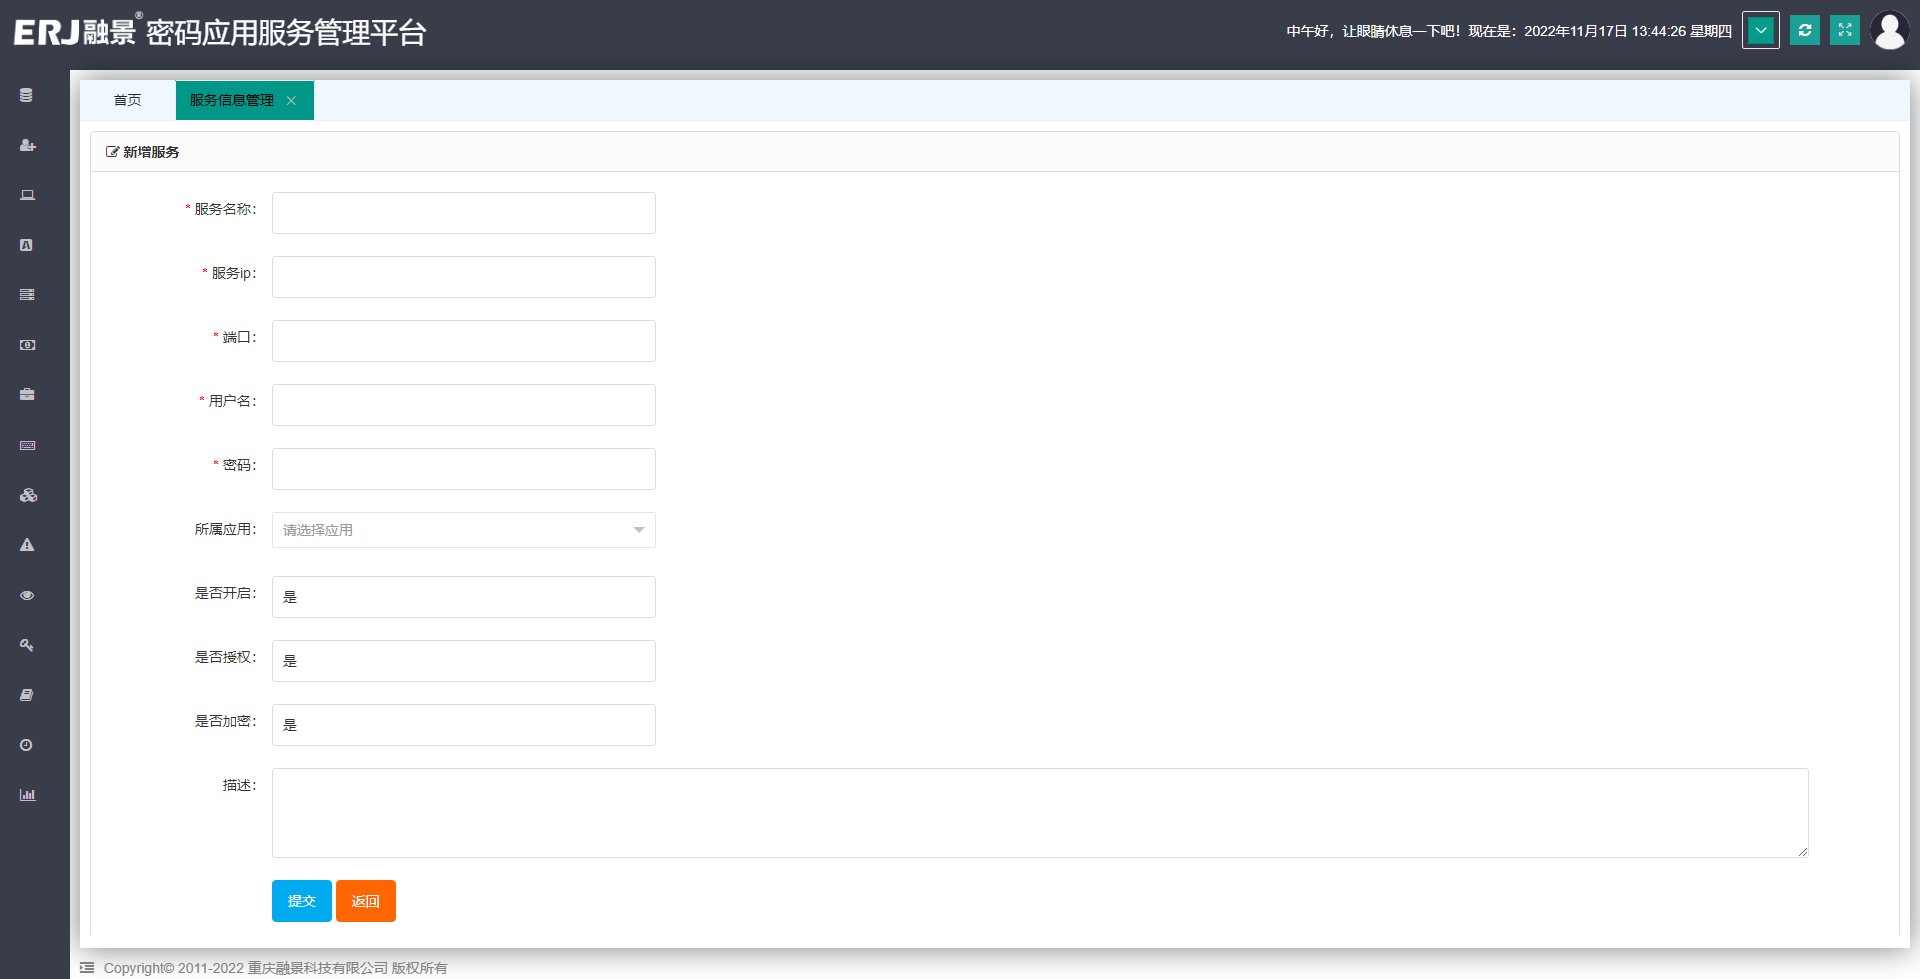 ERJ融景® 密码应用服务管理平台
中午好，让眼睛休息一下吧！现在是：2022年11月17日 13:44:26 星期四
首页
服务信息管理
新增服务
* 服务名称：
* 服务ip：
* 端口：
* 用户名：
* 密码：
所属应用： 请选择应用
是否开启： 是
是否授权： 是
是否加密： 是
描述：
提交 返回
Copyright© 2011-2022 重庆融景科技有限公司 版权所有